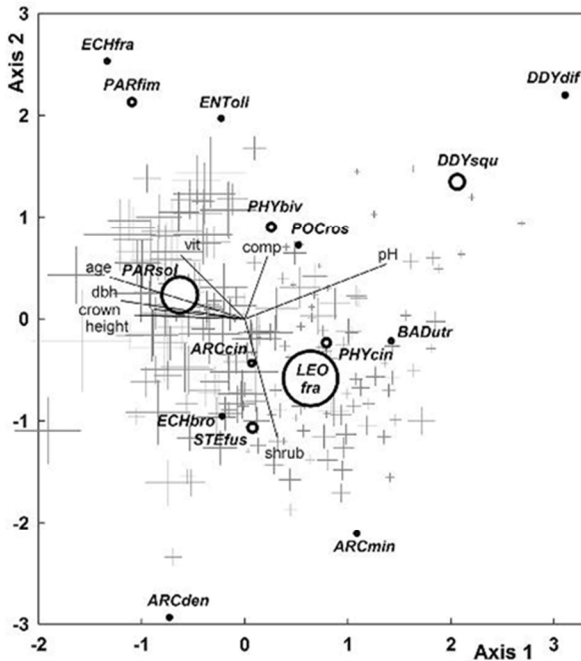 Axis 2
3
2
1
0
-1
-2
-3
ECHfra
PARfim
ENToli
DDYdif
DDYsqu
PHYbiv
POCros
vit
comp
pH
age
PARsol
dbh
crown
height
ARCcin
PHYcin
BADutr
LEO
fra
ECHbro
STEfus
shrub
ARCmin
ARCden
-2
-1
0
1
2
3
Axis 1